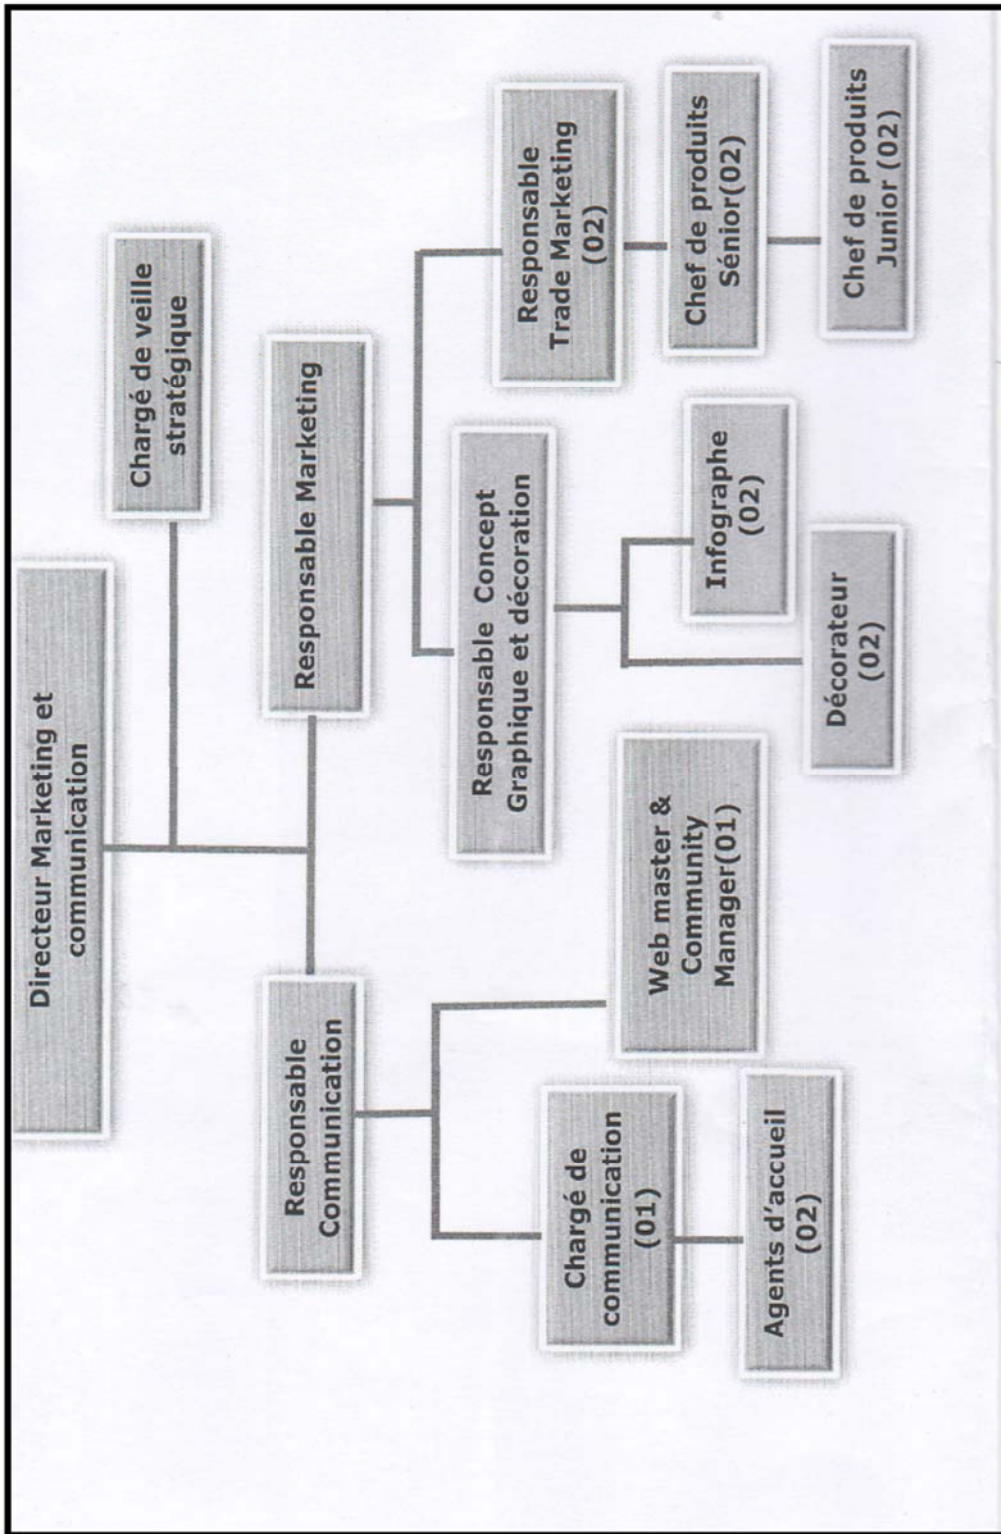 Directeur Marketing et
communication
Chargé de veille
stratégique
Responsable
Communication
Responsable Marketing
Chargé de
communication
(01)
Web master &
Community
Manager(01)
Agents d'accueil
(02)
Responsable Concept
Graphique et décoration
Responsable
Trade Marketing
(02)
Infographe
(02)
Décorateur
(02)
Chef de produits
Sénior(02)
Chef de produits
Junior (02)